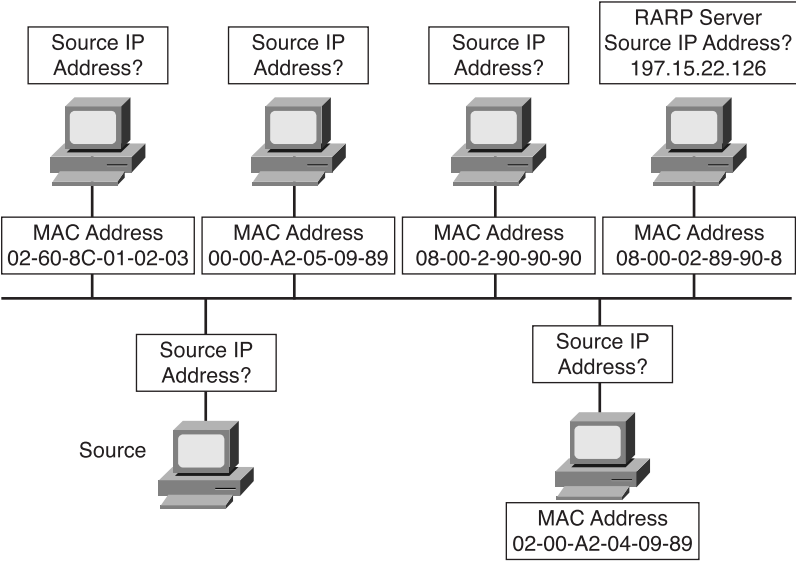 Source IP
Address?
Source IP
Address?
Source IP
Address?
RARP Server
Source IP Address?
197.15.22.126
MAC Address
02-60-8C-01-02-03
MAC Address
00-00-A2-05-09-89
MAC Address
08-00-2-90-90-90
MAC Address
08-00-02-89-90-8
Source IP
Address?
Source IP
Address?
Source
MAC Address
02-00-A2-04-09-89